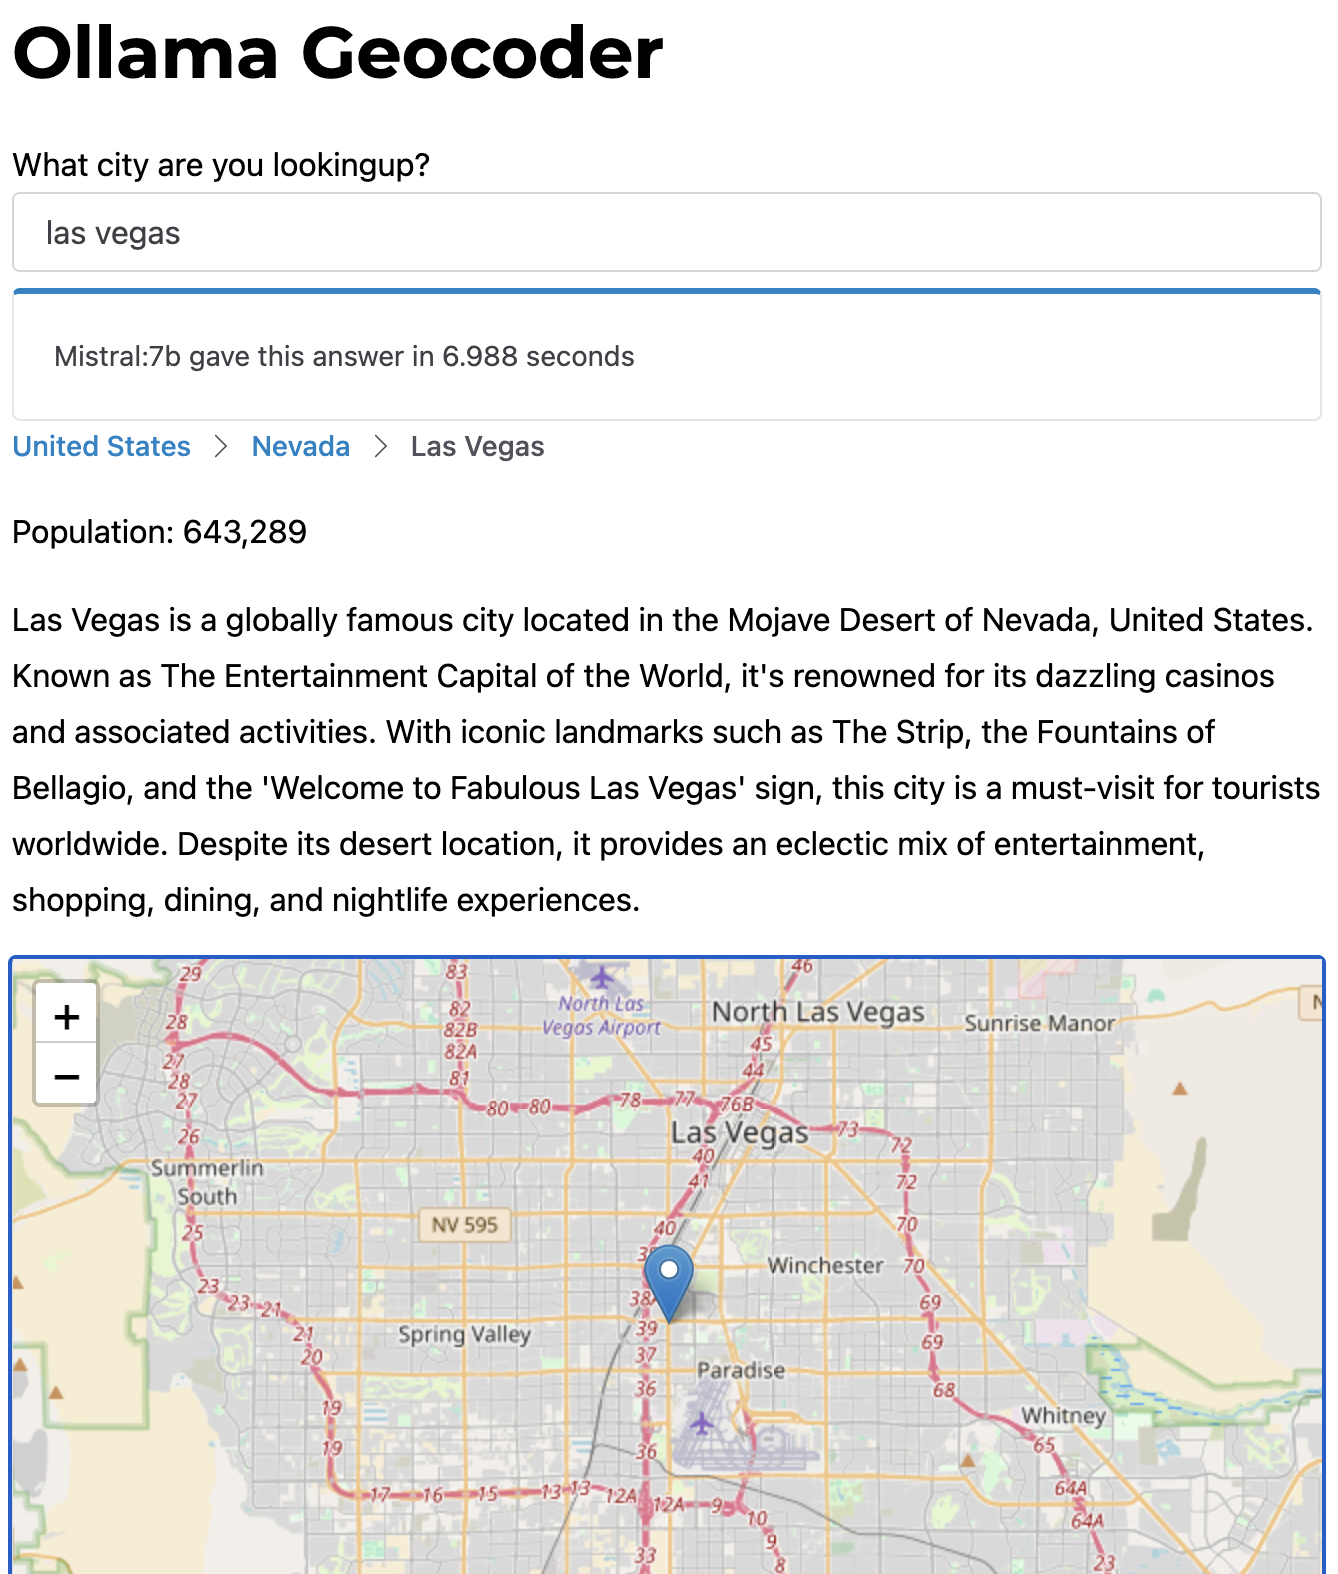 Ollama Geocoder
What city are you lookingup?
las vegas
Mistral:7b gave this answer in 6.988 seconds
United States > Nevada > Las Vegas
Population: 643,289
Las Vegas is a globally famous city located in the Mojave Desert of Nevada, United States.
Known as The Entertainment Capital of the World, it's renowned for its dazzling casinos
and associated activities. With iconic landmarks such as The Strip, the Fountains of
Bellagio, and the 'Welcome to Fabulous Las Vegas' sign, this city is a must-visit for tourists
worldwide. Despite its desert location, it provides an eclectic mix of entertainment,
shopping, dining, and nightlife experiences.
+
−
29
83
46
North Las
Vegas Airport
North Las Vegas
Sunrise Manor
28
82
82B
82A
81
45
44
27
28
27
26
80 80 78 77 76B
Las Vegas
73
72
Summerlin
South
40
41
72
25
NV 595
40
70
Winchester
70
23 23 21
38
69
21
Spring Valley
39
69
20
37
Paradise
36
68
19
Whitney
19
36
65
17 16 15 13 13 12A 12A 9
64A
10
64A
9
33
8
23